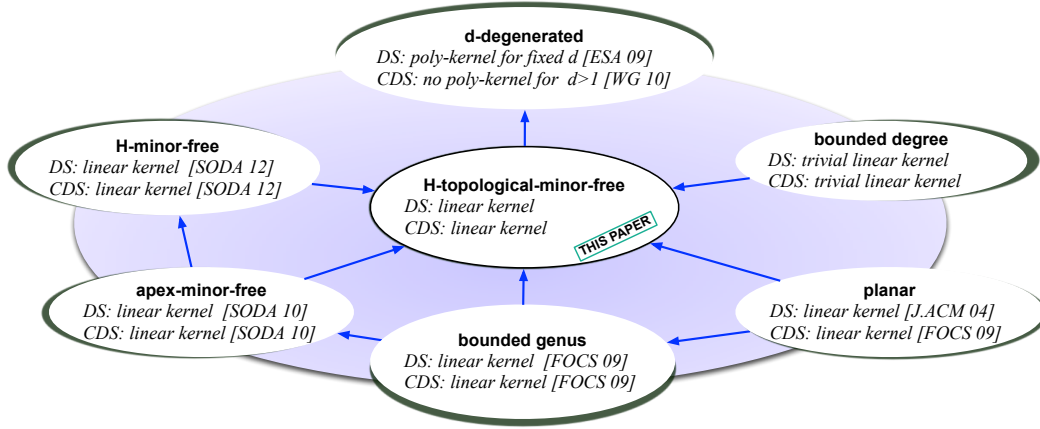 d-degenerated
DS: poly-kernel for fixed d [ESA 09]
CDS: no poly-kernel for d>1 [WG 10]
H-minor-free
DS: linear kernel [SODA 12]
CDS: linear kernel [SODA 12]
bounded degree
DS: trivial linear kernel
CDS: trivial linear kernel
H-topological-minor-free
DS: linear kernel
CDS: linear kernel
THIS PAPER
apex-minor-free
DS: linear kernel [SODA 10]
CDS: linear kernel [SODA 10]
planar
DS: linear kernel [J.ACM 04]
CDS: linear kernel [FOCS 09]
bounded genus
DS: linear kernel [FOCS 09]
CDS: linear kernel [FOCS 09]